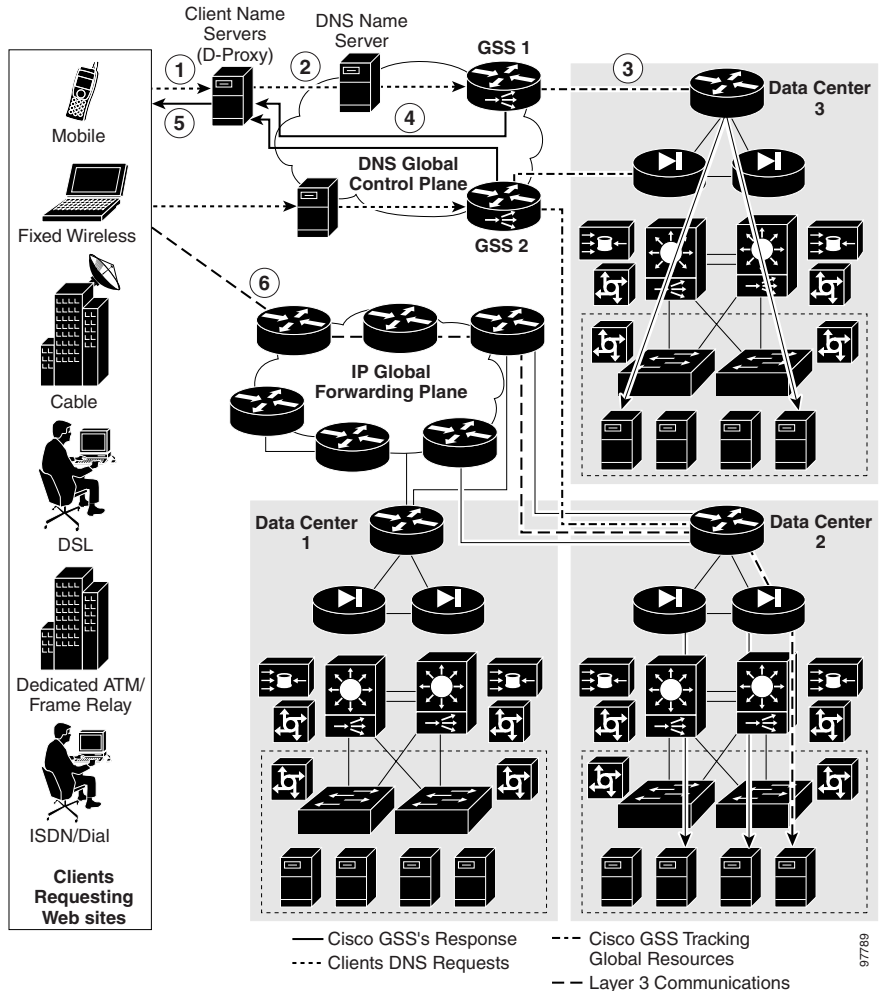 Client Name
Servers
(D-Proxy)
DNS Name
Server
GSS 1
1
2
3
Data Center
3
5
4
Mobile
DNS Global
Control Plane
Fixed Wireless
GSS 2
6
IP Global
Forwarding Plane
Cable
DSL
Data Center
1
Data Center
2
Dedicated ATM/
Frame Relay
ISDN/Dial
Clients
Requesting
Web sites
Cisco GSS's Response
Clients DNS Requests
Cisco GSS Tracking
Global Resources
Layer 3 Communications
97789